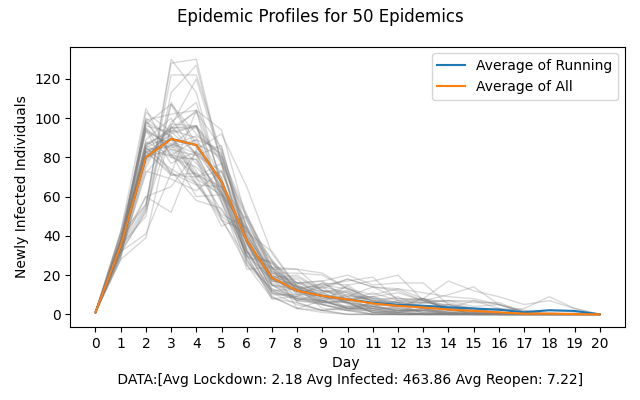 Epidemic Profiles for 50 Epidemics
Newly Infected Individuals
120
100
80
60
40
20
0
Average of Running
Average of All
0 1 2 3 4 5 6 7 8 9 10 11 12 13 14 15 16 17 18 19 20
Day
DATA:[Avg Lockdown: 2.18 Avg Infected: 463.86 Avg Reopen: 7.22]